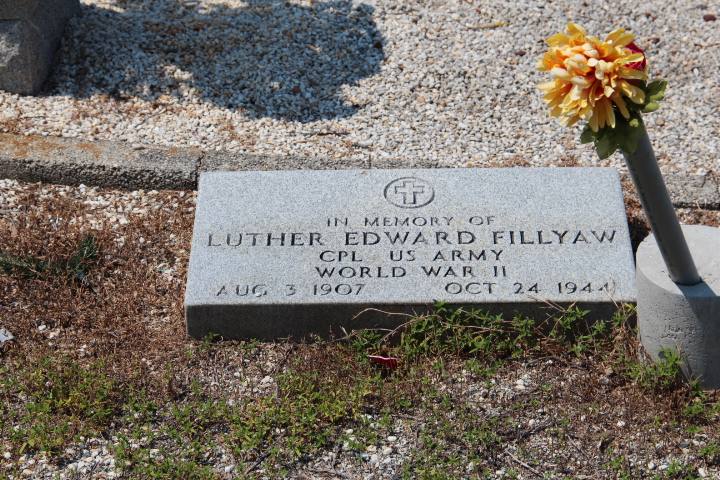 IN MEMORY OF
LUTHER EDWARD FILLYAW
CPL US ARMY
WORLD WAR II
AUG 3 1907 OCT 24 1944